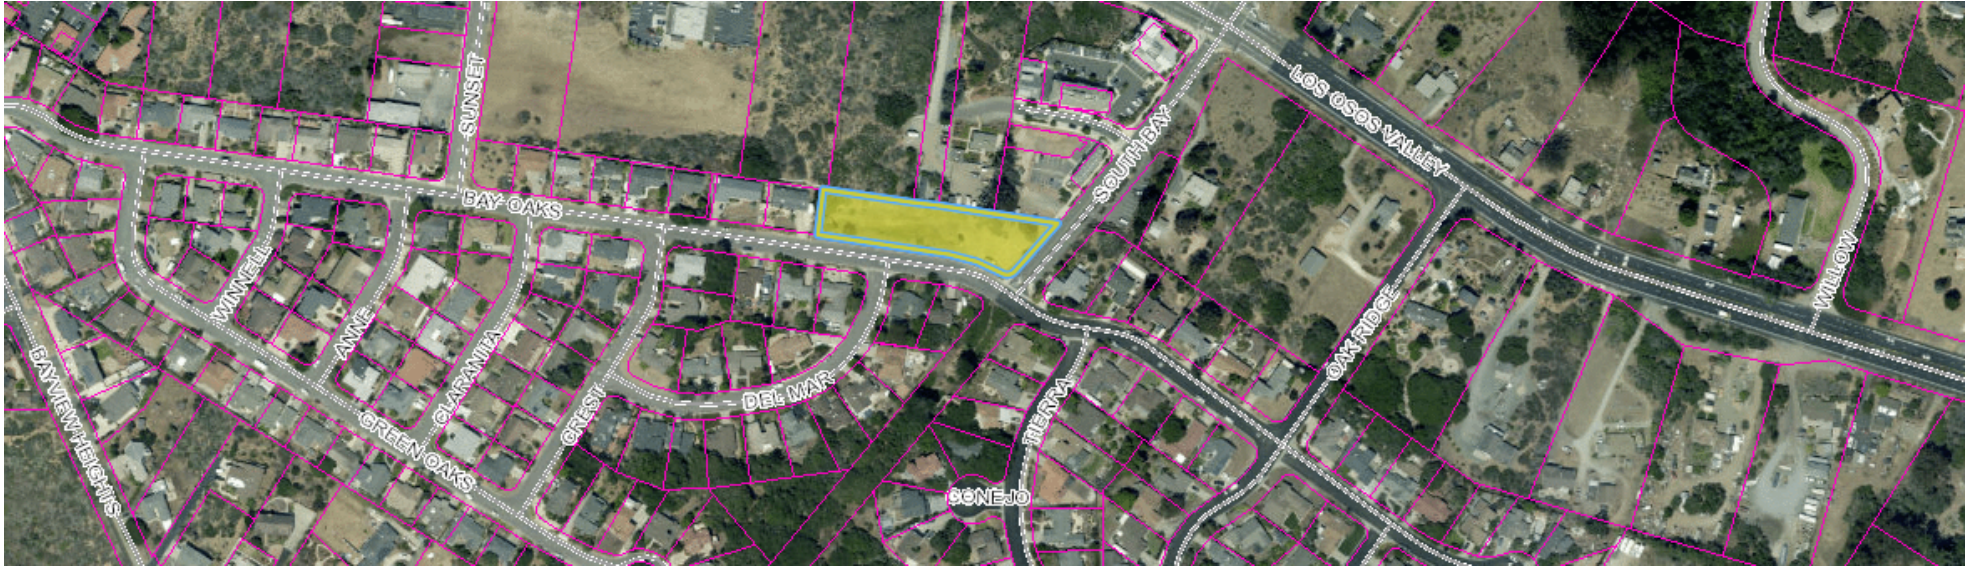 SUNSET
LOS OSOS VALLEY
SOUTH BAY
BAY OAKS
WINNELL
ANNE
CLARANITA
CREST
DEL MAR
GREEN OAKS
BAYVIEW HEIGHTS
TIERRA
CONEJO
OAK RIDGE
WILLOW